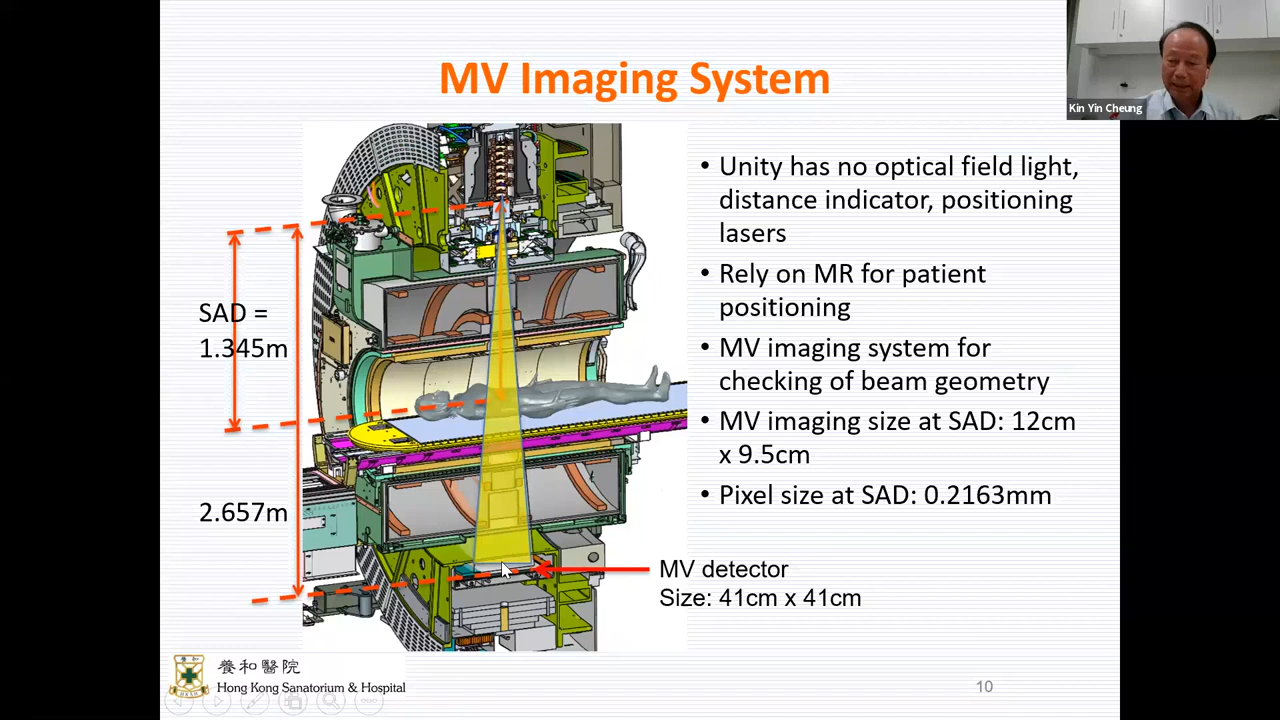 MV Imaging System
Kin Yin Cheung
• Unity has no optical field light,
distance indicator, positioning
lasers
• Rely on MR for patient
positioning
• MV imaging system for
checking of beam geometry
• MV imaging size at SAD: 12cm
x 9.5cm
• Pixel size at SAD: 0.2163mm
SAD =
1.345m
2.657m
MV detector
Size: 41cm x 41cm
養和醫院
Hong Kong Sanatorium & Hospital
10